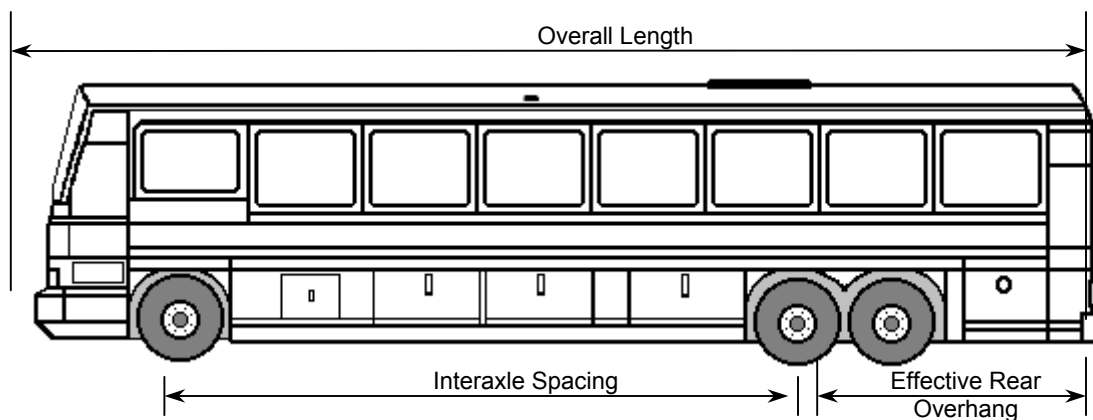 Overall Length
Interaxle Spacing
Effective Rear
Overhang